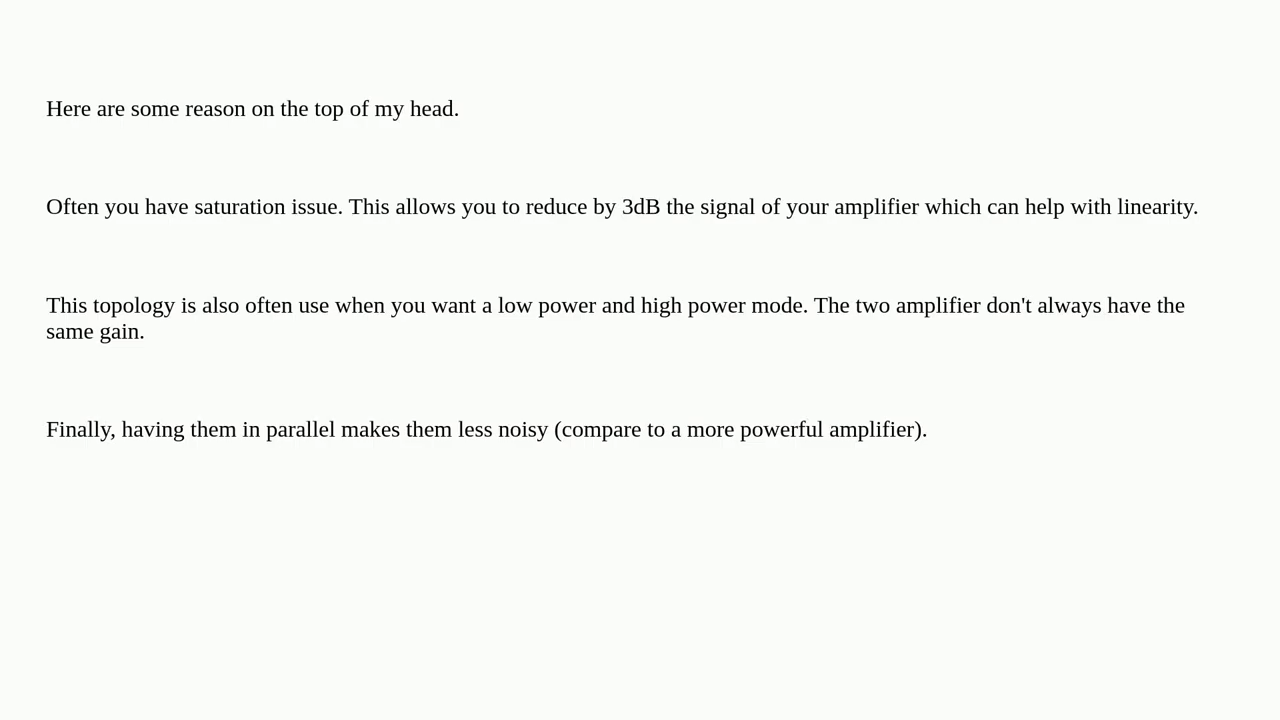 Here are some reason on the top of my head.
Often you have saturation issue. This allows you to reduce by 3dB the signal of your amplifier which can help with linearity.
This topology is also often use when you want a low power and high power mode. The two amplifier don't always have the
same gain.
Finally, having them in parallel makes them less noisy (compare to a more powerful amplifier).